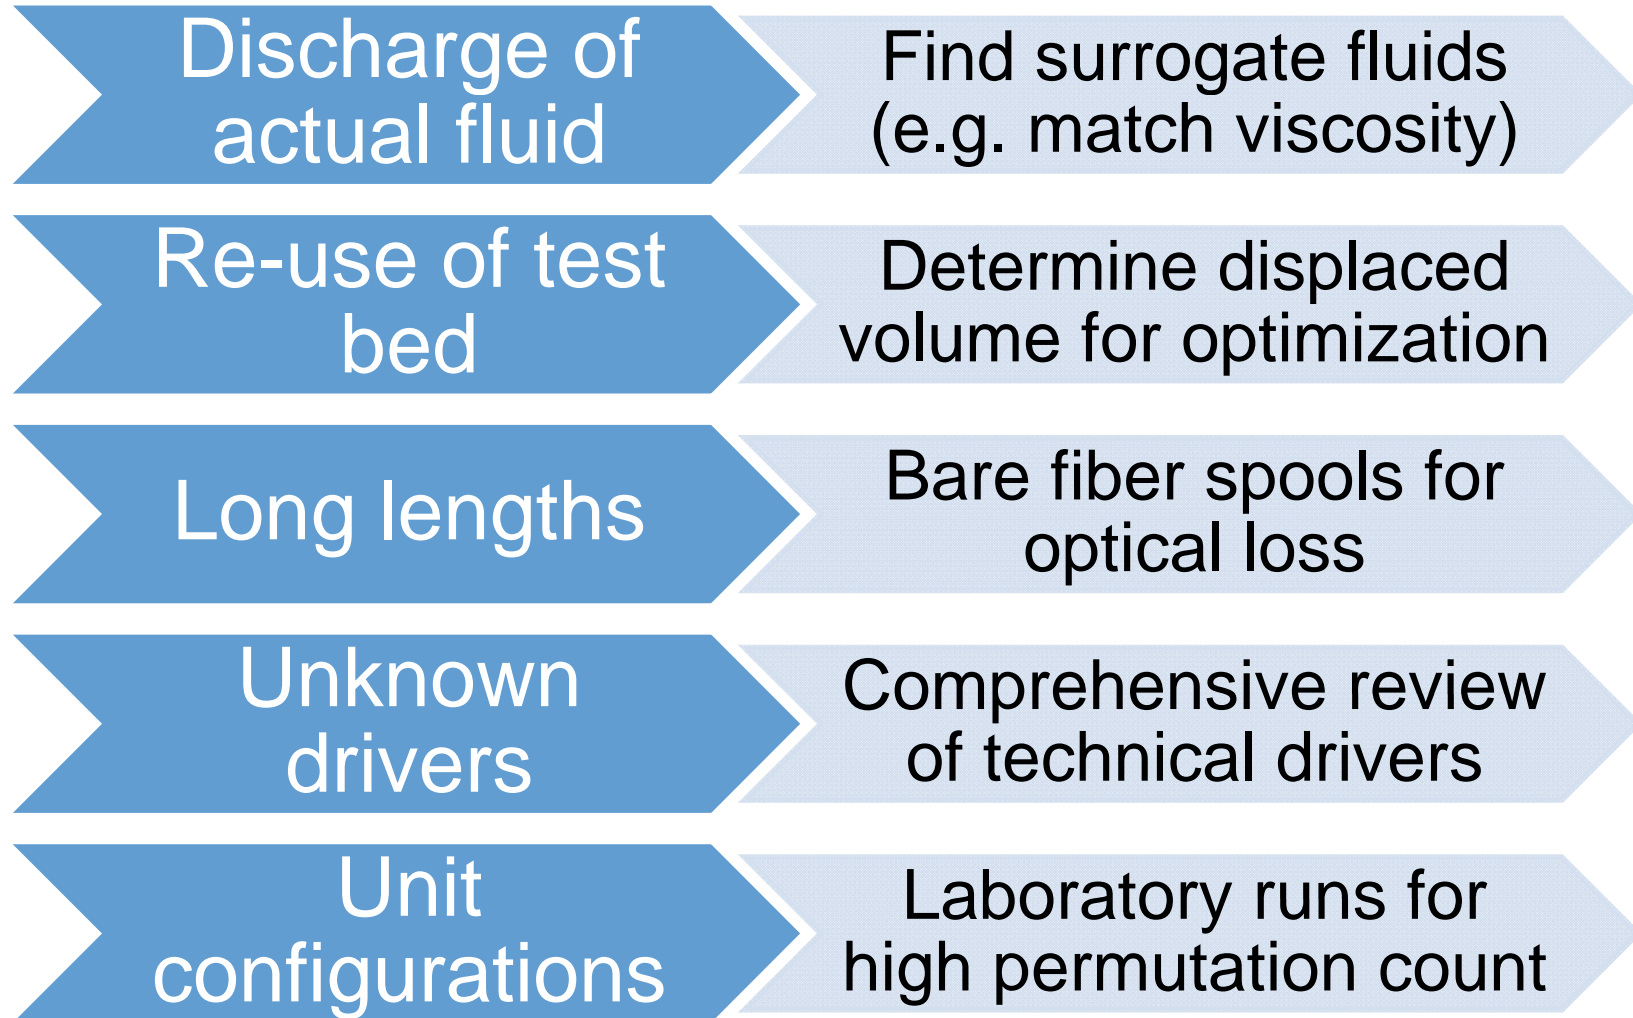 Discharge of
actual fluid
Find surrogate fluids
(e.g. match viscosity)
Re-use of test
bed
Determine displaced
volume for optimization
Long lengths
Bare fiber spools for
optical loss
Unknown
drivers
Comprehensive review
of technical drivers
Unit
configurations
Laboratory runs for
high permutation count